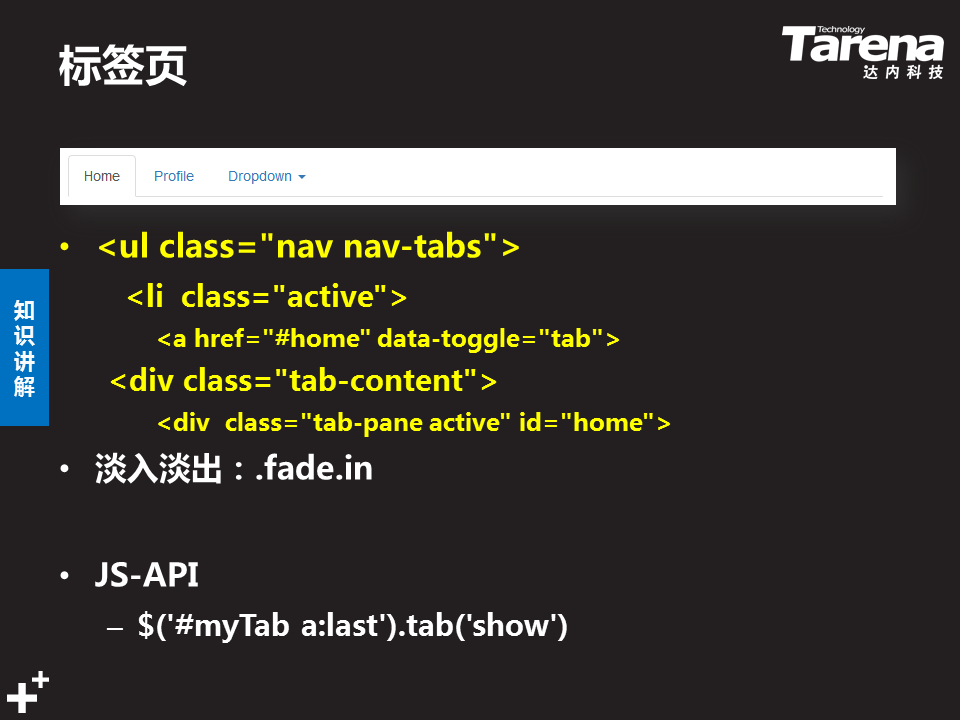 标签页
Technology
Tarena
达内科技
Home Profile Dropdown
• <ul class="nav nav-tabs">
<li  class="active">
<a href="#home" data-toggle="tab">
<div class="tab-content">
<div  class="tab-pane active" id="home">
知识讲解
• 淡入淡出：.fade.in
• JS-API
– $('#myTab a:last').tab('show')